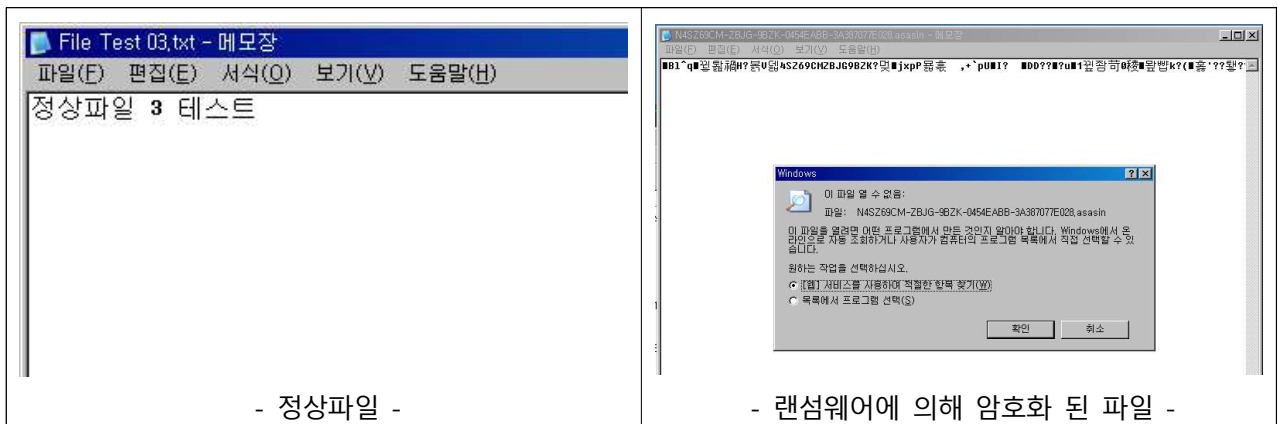 File Test 03.txt - 메모장
파일(F) 편집(E) 서식(O) 보기(V) 도움말(H)
정상파일 3 테스트
- 정상파일 -
N4SZ69CM-ZBJG-9BZK-0454EABB-3A387077E028.asasin - 메모장
파일(F) 편집(E) 서식(O) 보기(V) 도움말(H)
Windows
이 파일 열 수 없음:
파일: N4SZ69CM-ZBJG-9BZK-0454EABB-3A387077E028.asasin
이 파일을 열려면 어떤 프로그램에서 만든 것인지 알아야 합니다. Windows에서 온
라인으로 자동 조회하거나 사용자가 컴퓨터의 프로그램 목록에서 직접 선택할 수 있
습니다.
원하는 작업을 선택하십시오.
[웹] 서비스를 사용하여 적절한 항목 찾기(W)
목록에서 프로그램 선택(S)
확인 취소
- 랜섬웨어에 의해 암호화 된 파일 -